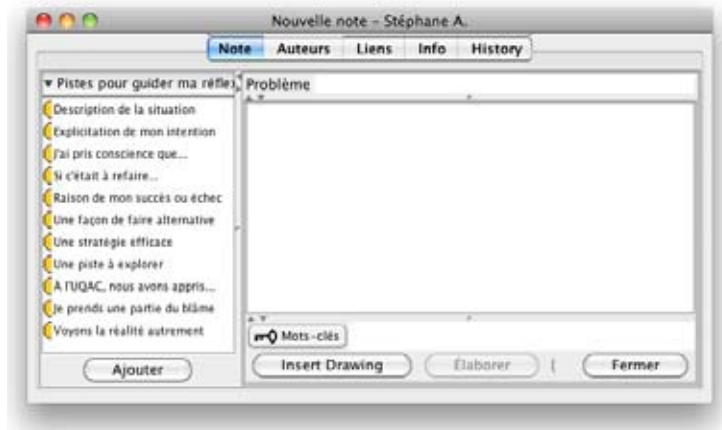 Nouvelle note - Stéphane A.
Note Auteurs Liens Info History
Pistes pour guider ma réflex
Problème
Description de la situation
Explicitation de mon intention
J'ai pris conscience que...
Si c'était à refaire...
Raison de mon succès ou échec
Une façon de faire alternative
Une stratégie efficace
Une piste à explorer
A l'UQAC, nous avons appris...
Je prends une partie du blâme
Voyons la réalité autrement
Mots-clés
Ajouter
Insert Drawing
Élaborer
Fermer